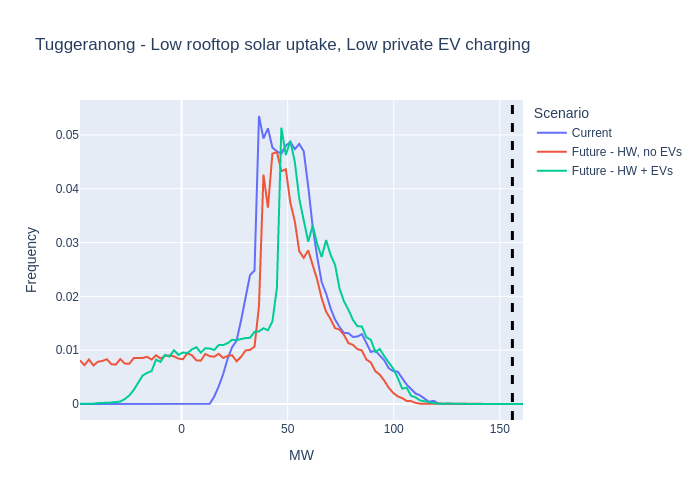 Tuggeranong - Low rooftop solar uptake, Low private EV charging
Scenario
Current
Future - HW, no EVs
Future - HW + EVs
Frequency
0.05
0.04
0.03
0.02
0.01
0
0
50
100
150
MW